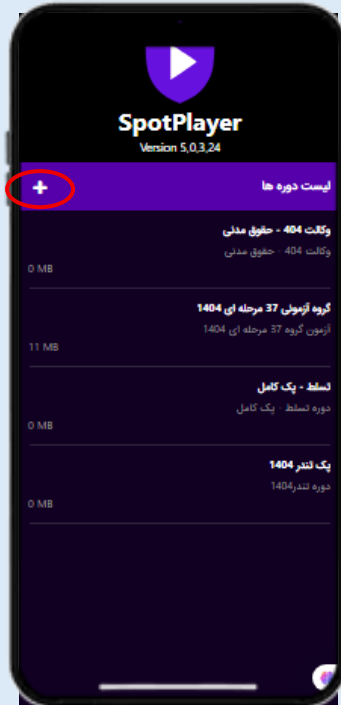 SpotPlayer
Version 5,0,3,24
لیست دوره ها
+
وکالت 404 - حقوق مدنی
وکالت 404 - حقوق مدنی
0 MB
گروه آزمونی 37 مرحله ای 1404
آزمون گروه 37 مرحله ای 1404
11 MB
تسلط - پک کامل
دوره تسلط - پک کامل
0 MB
پک تندر 1404
دوره تندر1404
0 MB